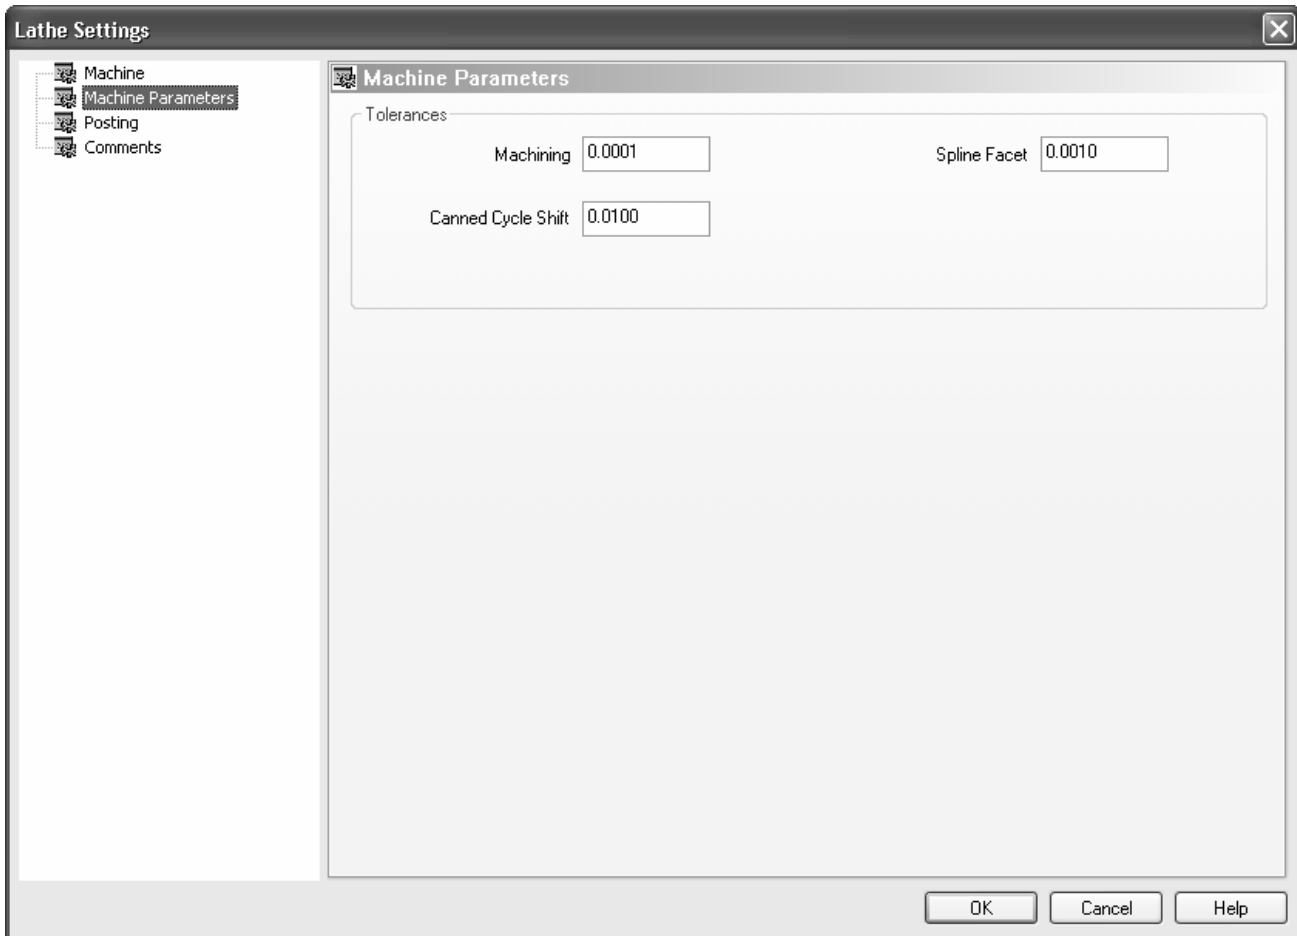 Lathe Settings
Machine
Machine Parameters
Posting
Comments
Machine Parameters
Tolerances
Machining 0.0001 Spline Facet 0.0010
Canned Cycle Shift 0.0100
OK Cancel Help